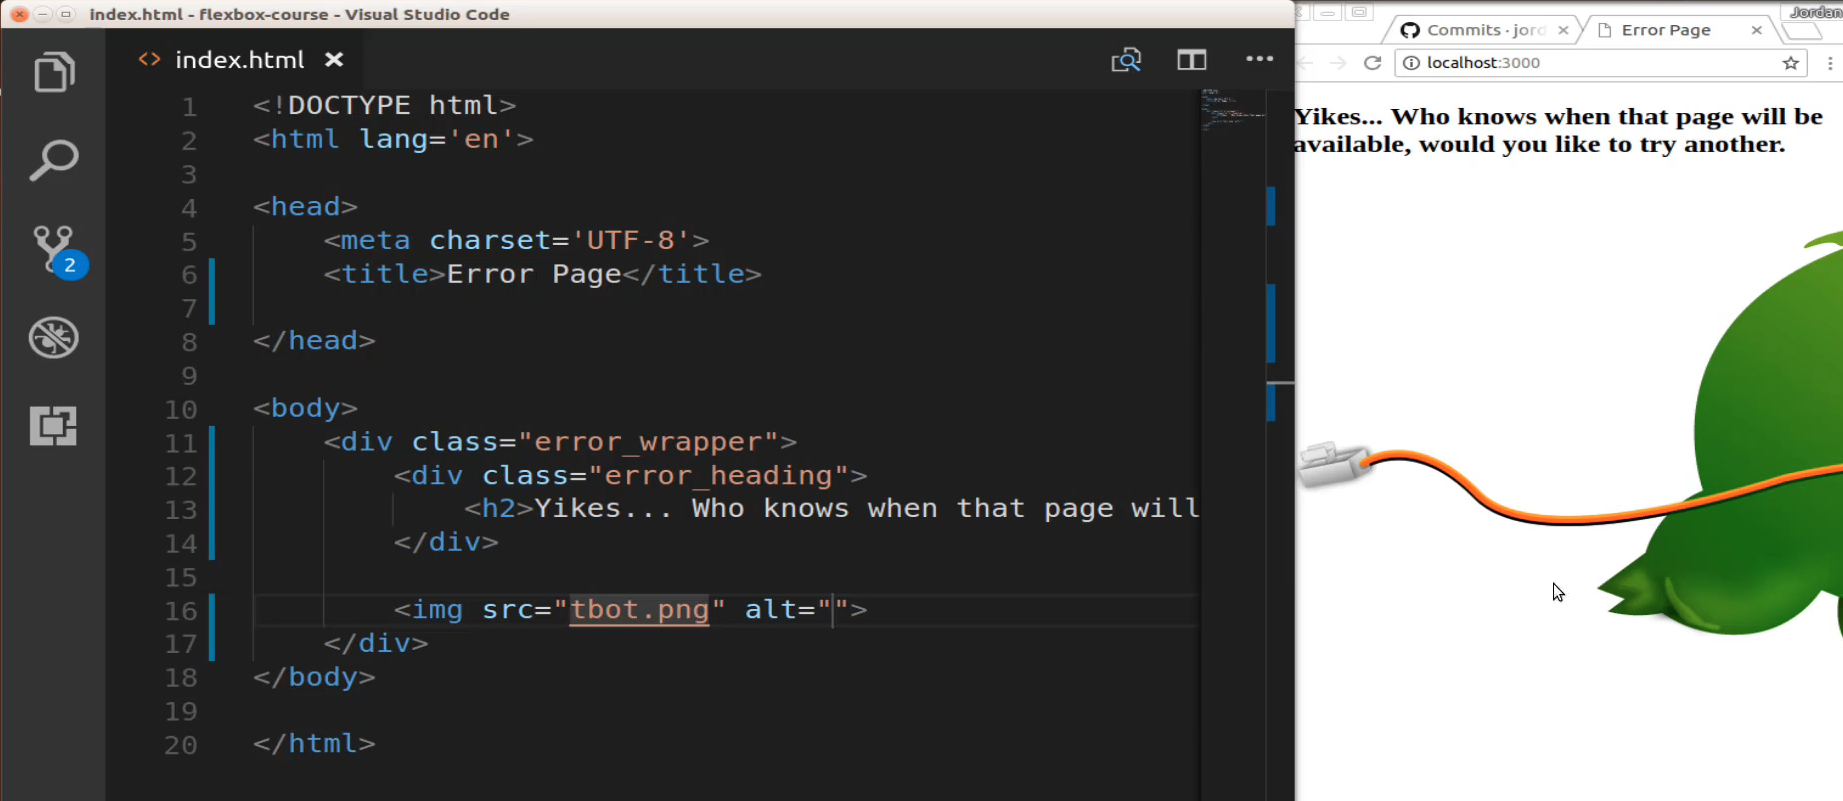 index.html - flexbox-course - Visual Studio Code
index.html
1 <!DOCTYPE html>
2 <html lang='en'>
3
4 <head>
5 <meta charset='UTF-8'>
6 <title>Error Page</title>
7
8 </head>
9
10 <body>
11 <div class="error_wrapper">
12 <div class="error_heading">
13 <h2>Yikes... Who knows when that page will
14 </div>
15
16 <img src="tbot.png" alt="">
17 </div>
18 </body>
19
20 </html>
2
Jordan
Commits · jord
Error Page
localhost:3000
Yikes... Who knows when that page will be
available, would you like to try another.